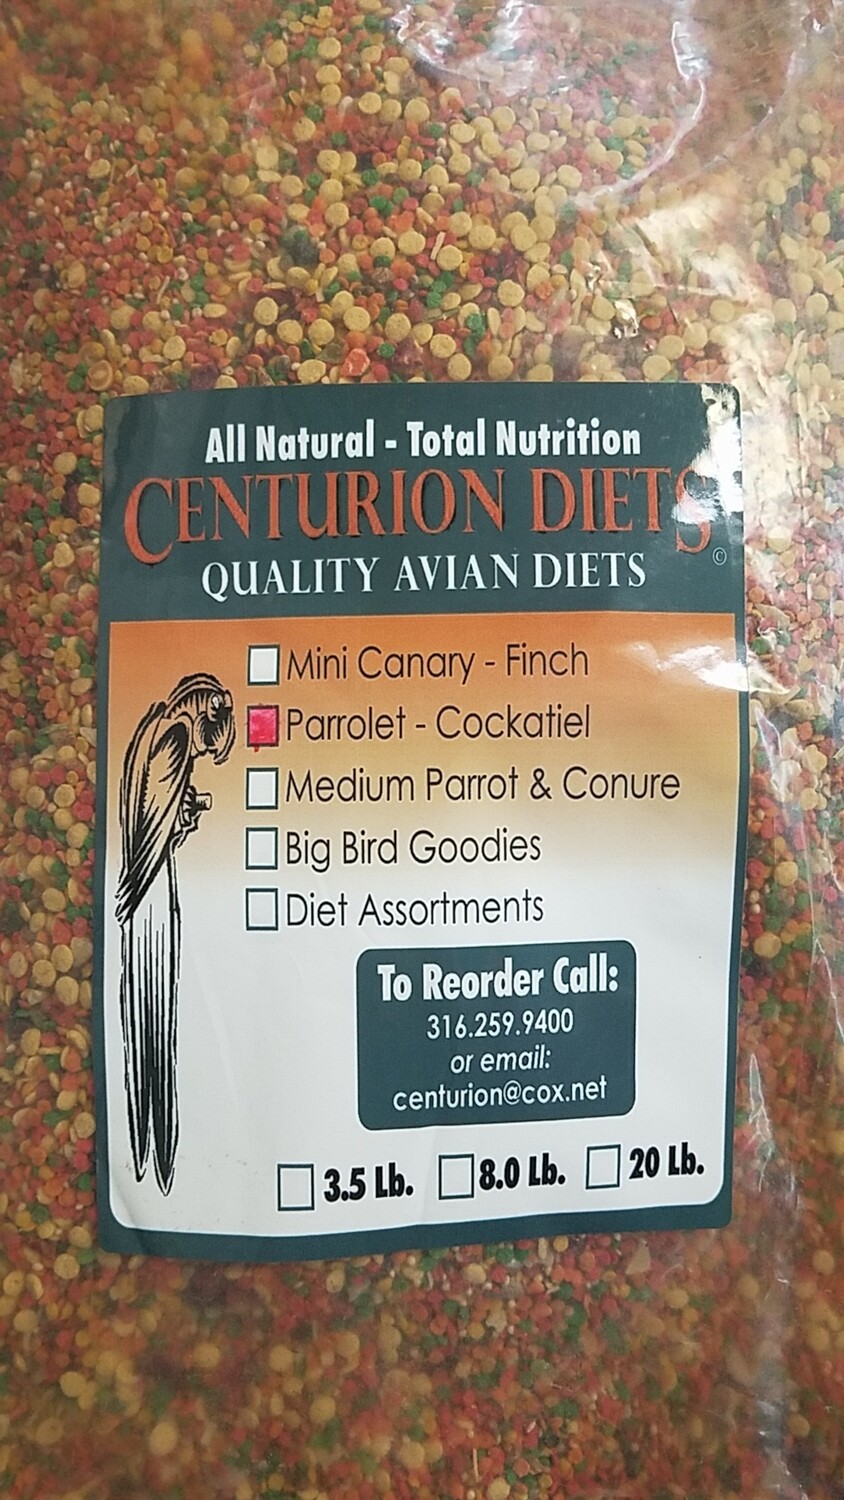 All Natural - Total Nutrition
CENTURION DIETS
©
QUALITY AVIAN DIETS
Mini Canary - Finch
Parrolet - Cockatiel
Medium Parrot & Conure
Big Bird Goodies
Diet Assortments
To Reorder Call:
316.259.9400
or email:
centurion@cox.net
3.5 Lb. 8.0 Lb. 20 Lb.